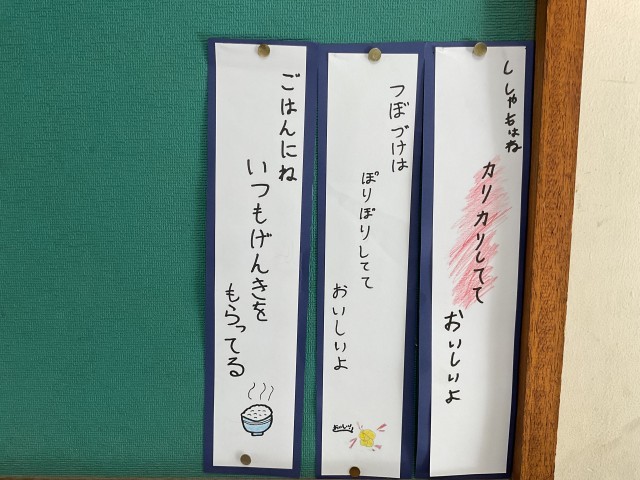 ししゃもはね
カリカリしてて
おいしいよ
つぼづけは
ぽりぽりしてて
おいしいよ
ごはんにね
いつもげんきを
もらってる